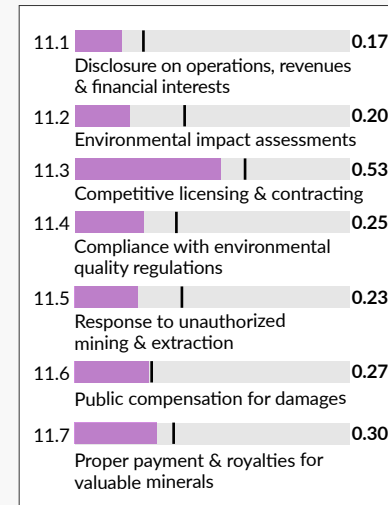 11.1 0.17
Disclosure on operations, revenues
& financial interests
11.2 0.20
Environmental impact assessments
11.3 0.53
Competitive licensing & contracting
11.4 0.25
Compliance with environmental
quality regulations
11.5 0.23
Response to unauthorized
mining & extraction
11.6 0.27
Public compensation for damages
11.7 0.30
Proper payment & royalties for
valuable minerals